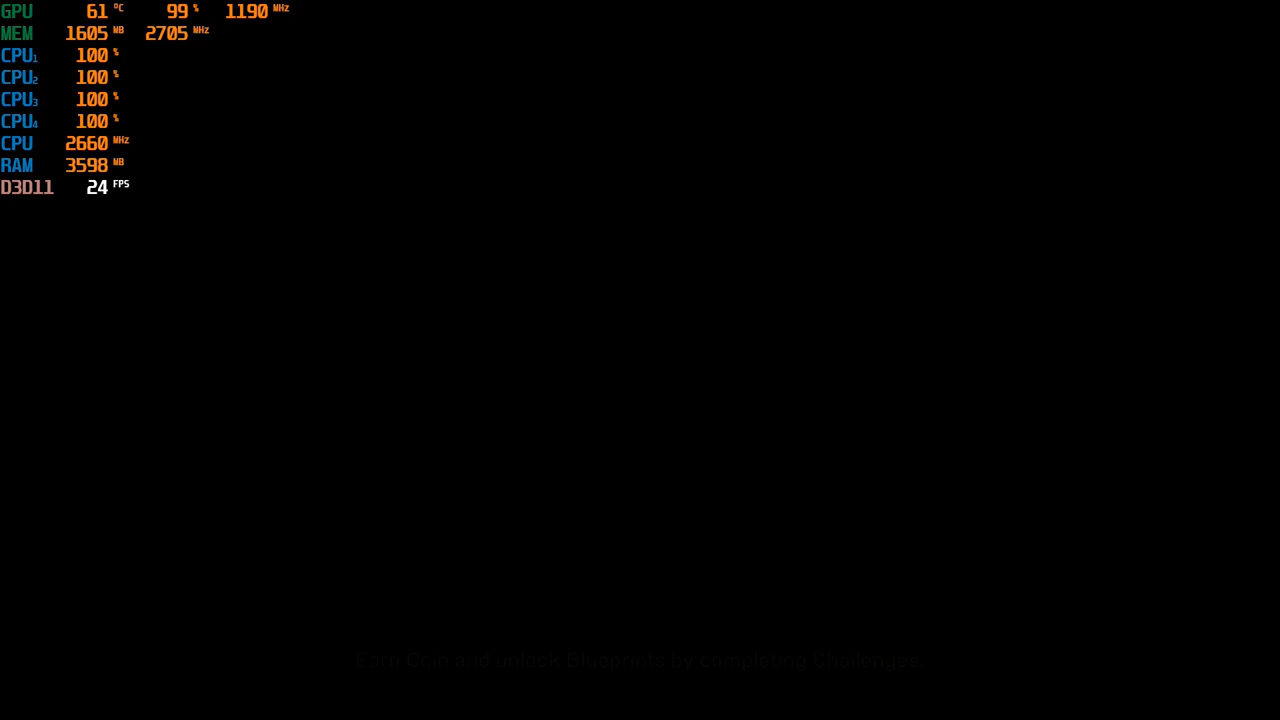 GPU 61 °C 99 % 1190 MHz
MEM 1605 MB 2705 MHz
CPU1 100 %
CPU2 100 %
CPU3 100 %
CPU4 100 %
CPU 2660 MHz
RAM 3598 MB
D3D11 24 FPS
Earn Coin and unlock Blueprints by completing Challenges